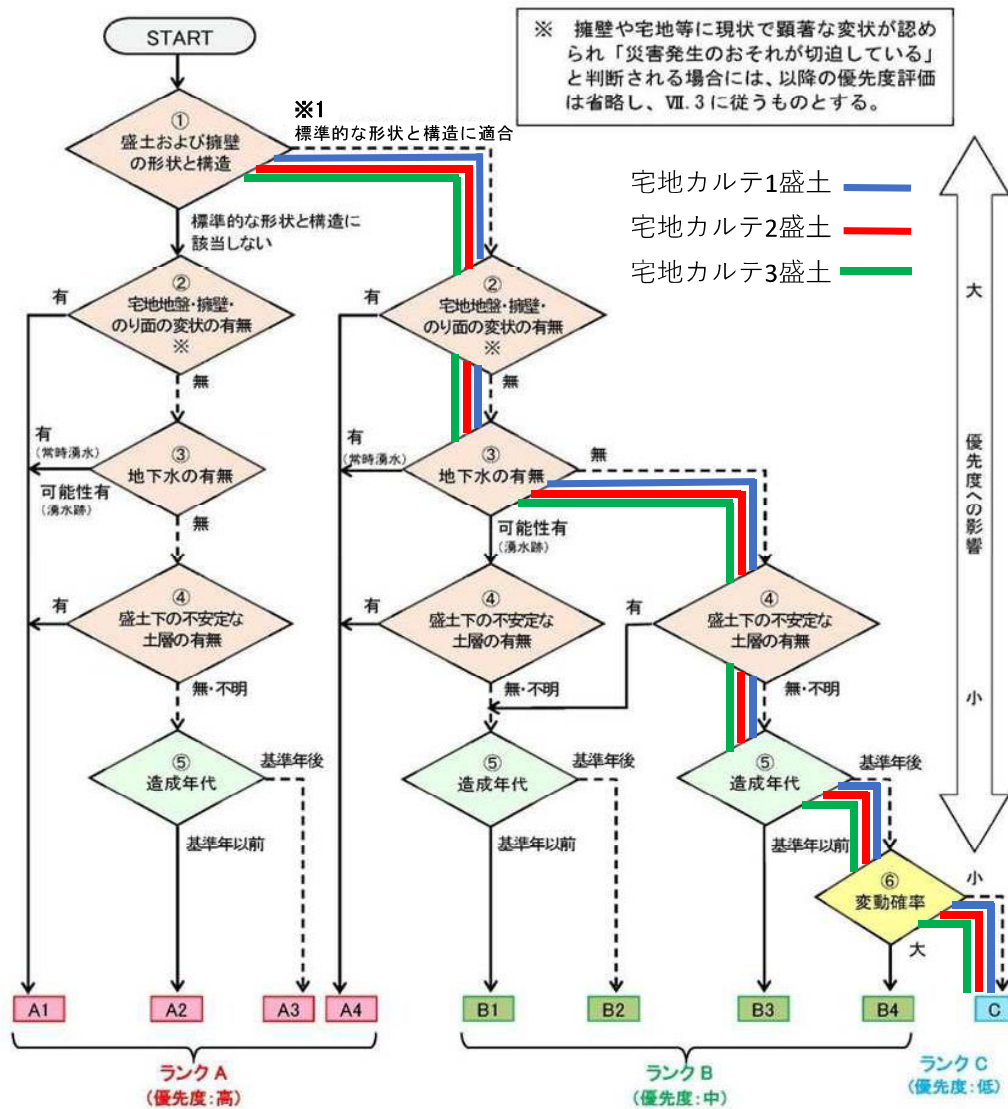 START
※ 擁壁や宅地等に現状で顕著な変状が認め
られ「災害発生のおそれが切迫している」
と判断される場合には、以降の優先度評価
は省略し、Ⅶ.3に従うものとする。
①
盛土および擁壁
の形状と構造
※1
標準的な形状と構造に適合
宅地カルテ1盛土
宅地カルテ2盛土
宅地カルテ3盛土
標準的な形状と構造に
該当しない
大
優先度への影響
小
有
②
宅地地盤・擁壁・
のり面の変状の有無
※
無
有
②
宅地地盤・擁壁・
のり面の変状の有無
※
無
有
(常時湧水)
③
地下水の有無
可能性有
(湧水跡)
無
有
(常時湧水)
③
地下水の有無
無
可能性有
(湧水跡)
有
④
盛土下の不安定な
土層の有無
無・不明
有
④
盛土下の不安定な
土層の有無
無・不明
有
④
盛土下の不安定な
土層の有無
無・不明
⑤
造成年代
基準年後
基準年以前
⑤
造成年代
基準年後
基準年以前
⑤
造成年代
基準年後
基準年以前
⑥
変動確率
小
大
A1
A2
A3
A4
B1
B2
B3
B4
C
ランクA
(優先度:高)
ランクB
(優先度:中)
ランクC
(優先度:低)